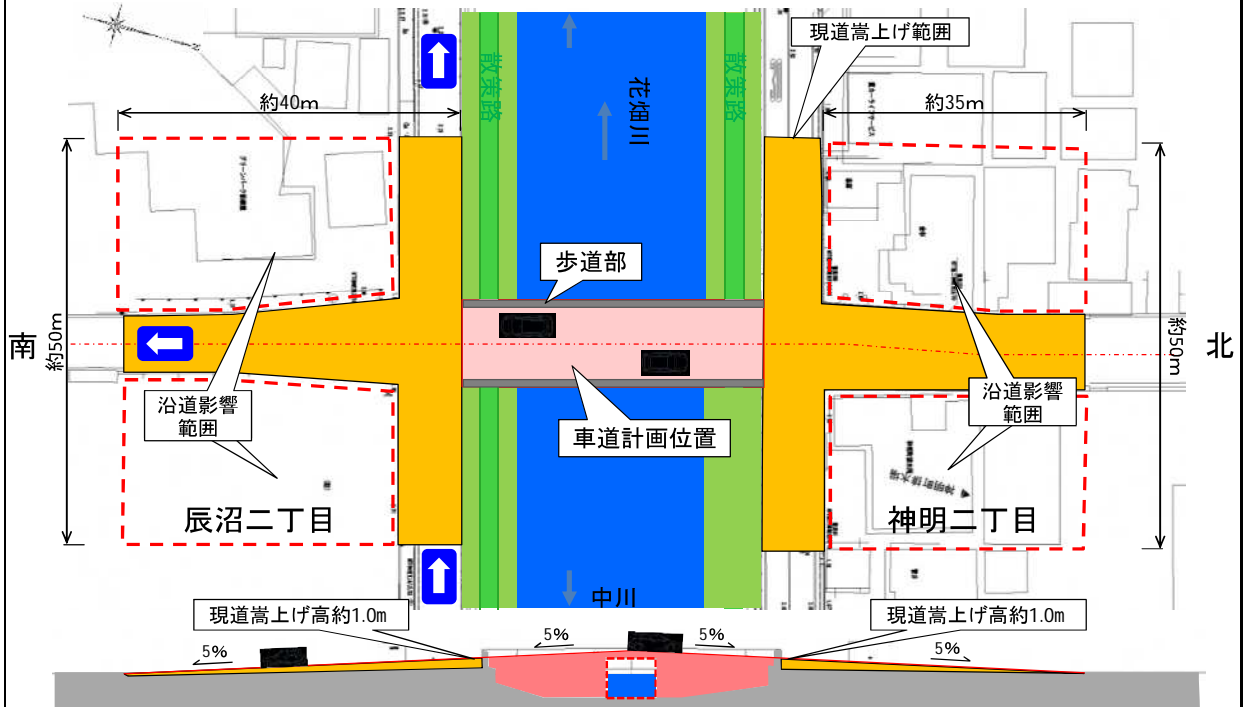 現道嵩上げ範囲
約40m
約35m
散策路
花畑川
散策路
歩道部
南
約50m
北
約50m
沿道影響
範囲
沿道影響
範囲
車道計画位置
辰沼二丁目
神明二丁目
中川
現道嵩上げ高約1.0m
現道嵩上げ高約1.0m
5%
5%
5%
5%